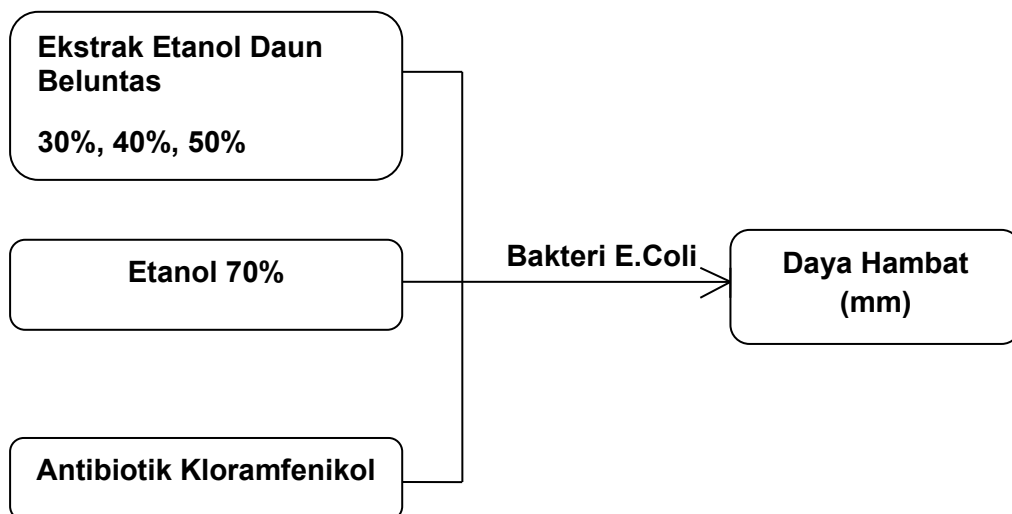 Ekstrak Etanol Daun
Beluntas
30%, 40%, 50%
Etanol 70%
Bakteri E.Coli
Daya Hambat
(mm)
Antibiotik Kloramfenikol